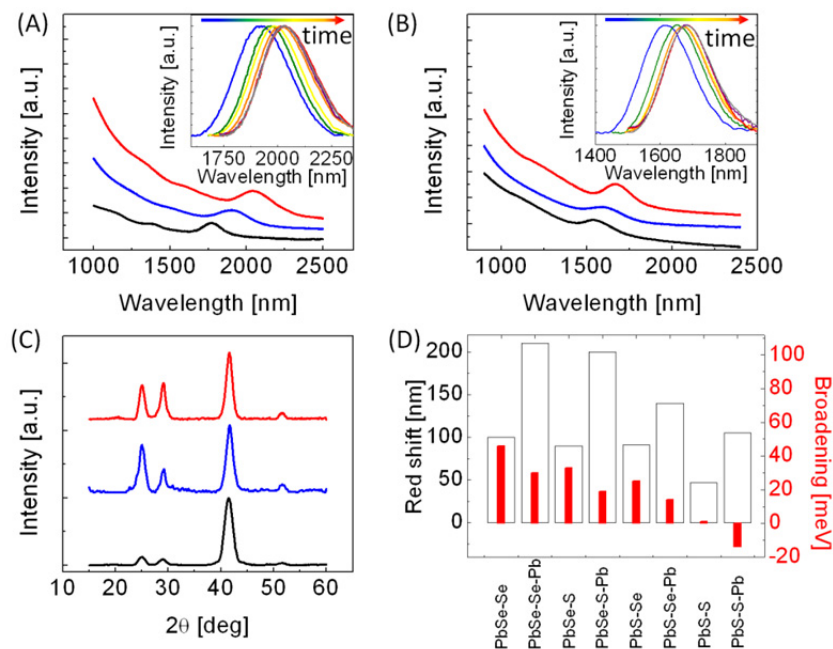 (A)
time
Intensity [a.u.]
1750 2000 2250
Wavelength [nm]
Intensity [a.u.]
1000 1500 2000 2500
Wavelength [nm]
(B)
time
Intensity [a.u.]
1400 1600 1800
Wavelength [nm]
Intensity [a.u.]
1000 1500 2000 2500
Wavelength [nm]
(C)
Intensity [a.u.]
10 20 30 40 50 60
2θ [deg]
(D)
200
150
100
50
0
Red shift [nm]
100
80
60
40
20
0
-20
Broadening [meV]
PbSe-Se
PbSe-Se-Pb
PbSe-S
PbSe-S-Pb
PbS-Se
PbS-Se-Pb
PbS-S
PbS-S-Pb